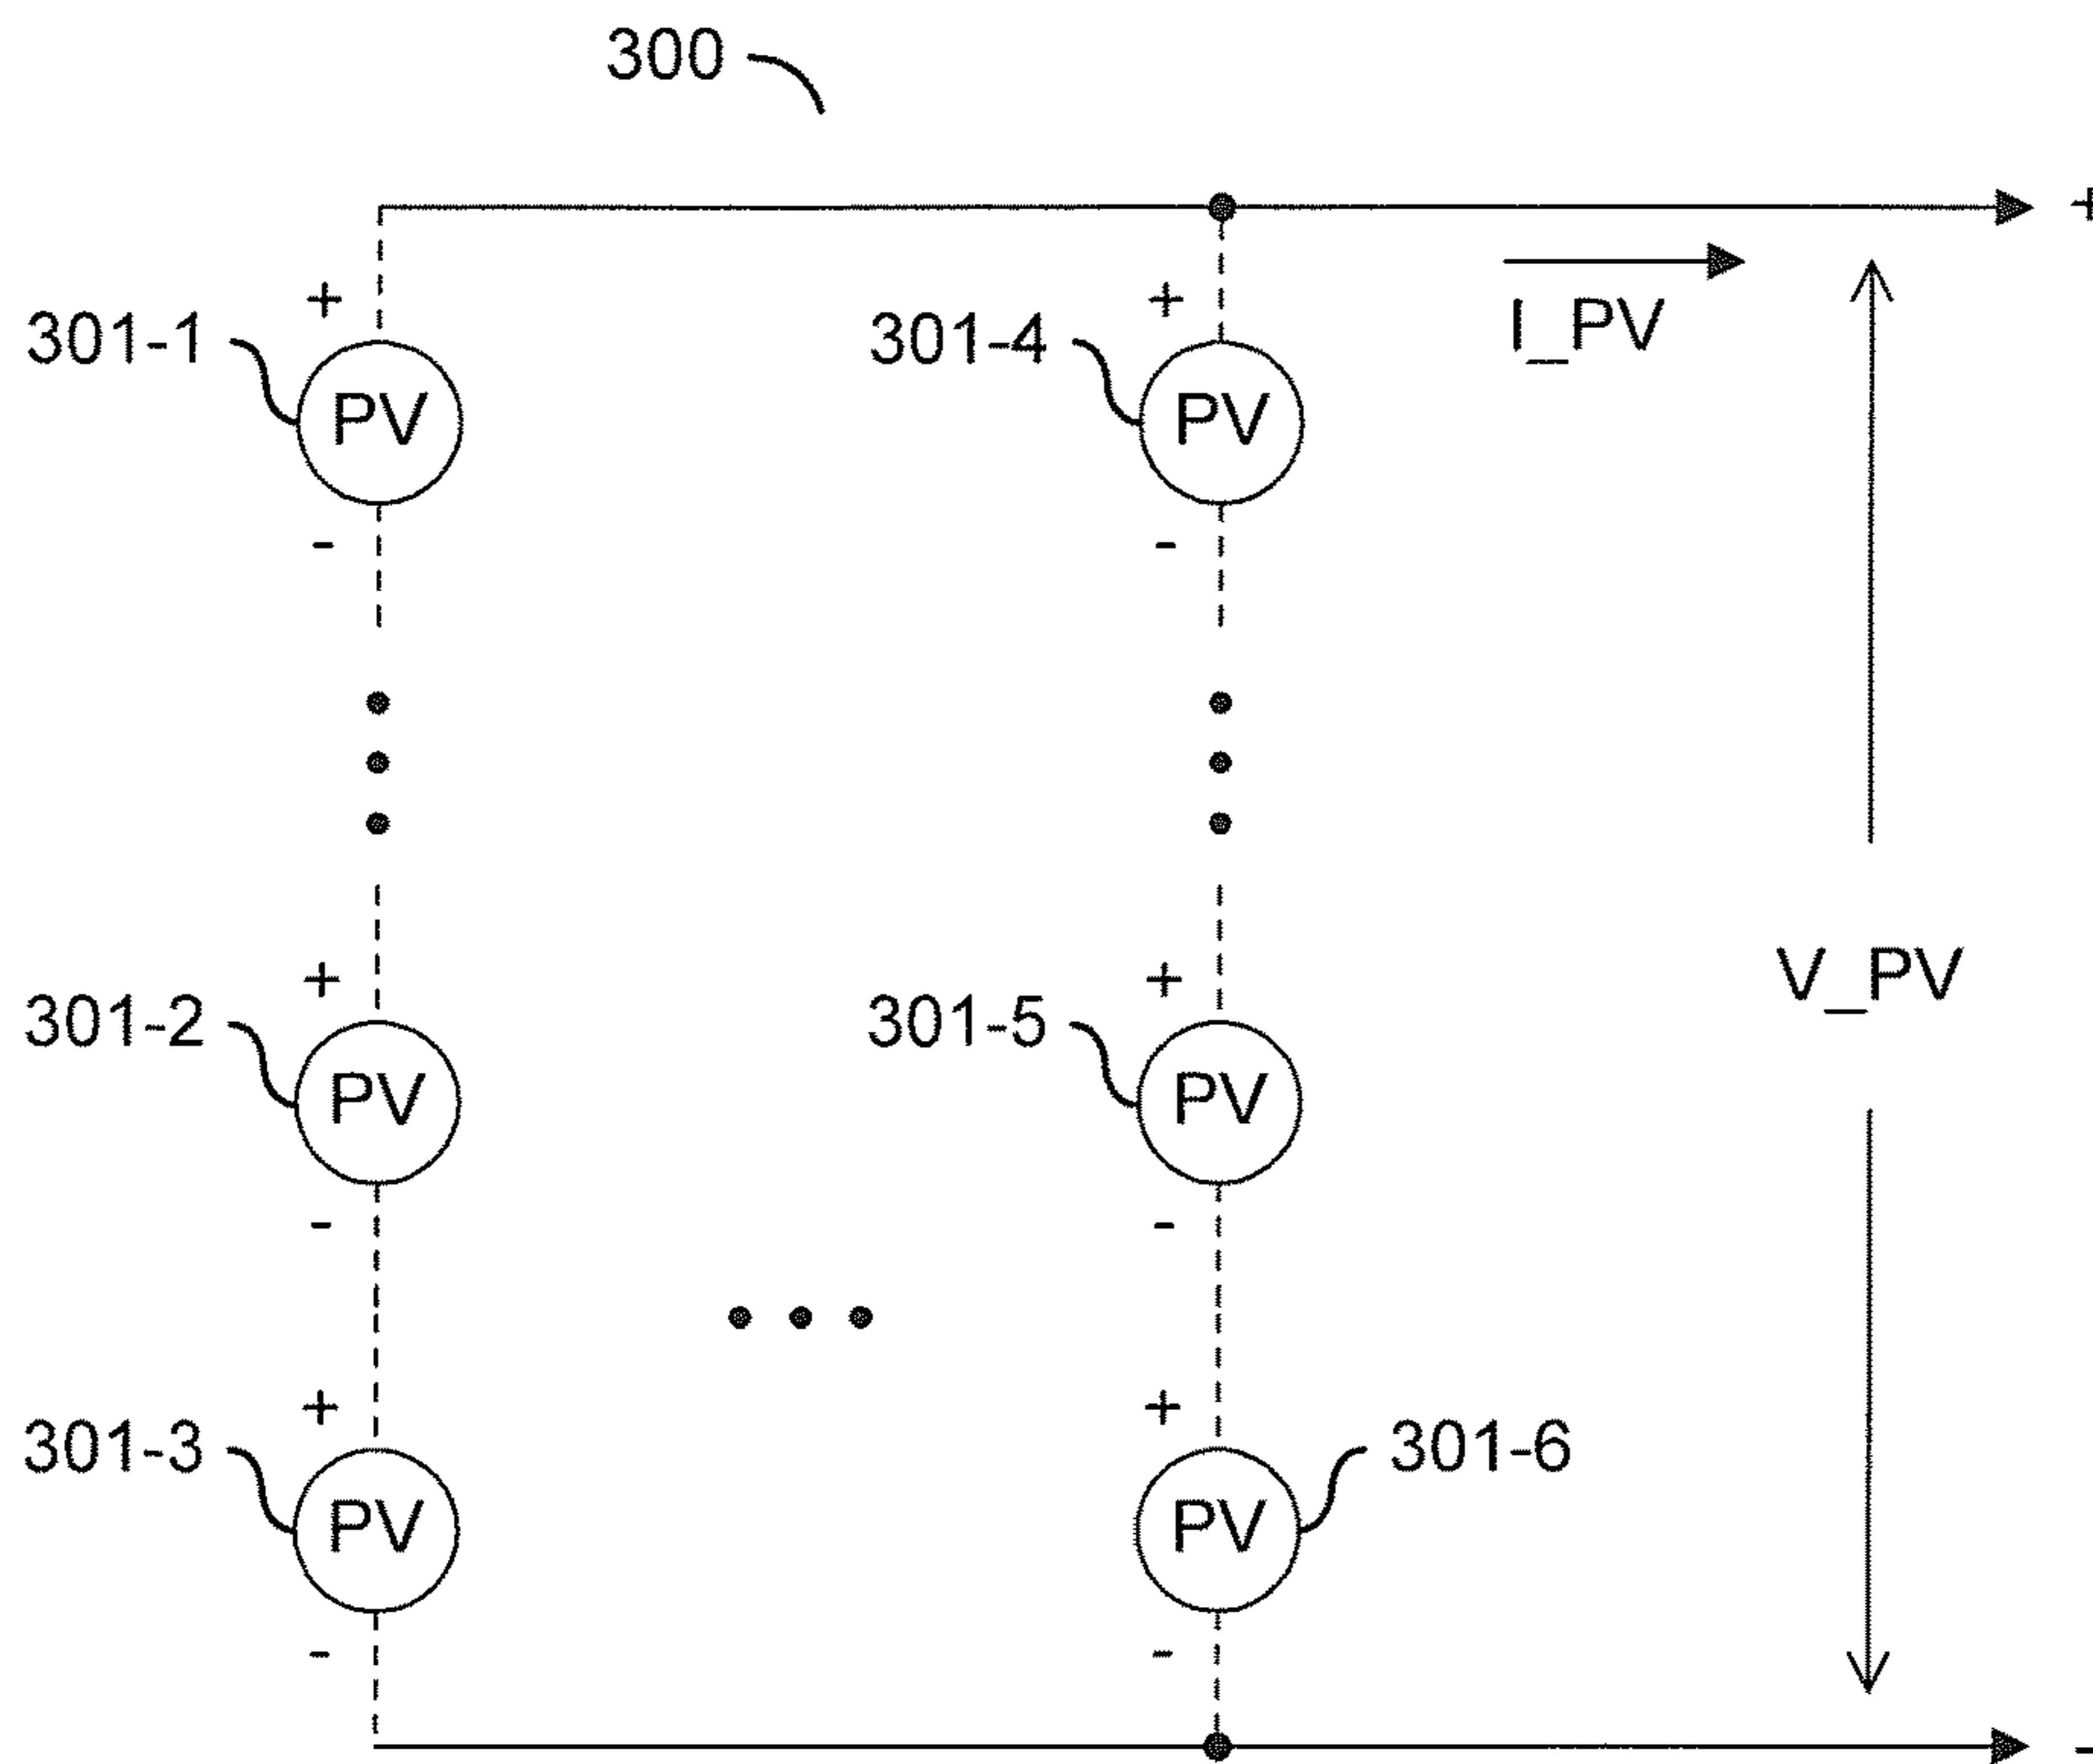 300
+
+
+
301-1
301-4
I_PV
PV
PV
-
-
+
+
V_PV
301-2
301-5
PV
PV
-
-
+
+
301-3
301-6
PV
PV
-
-
-